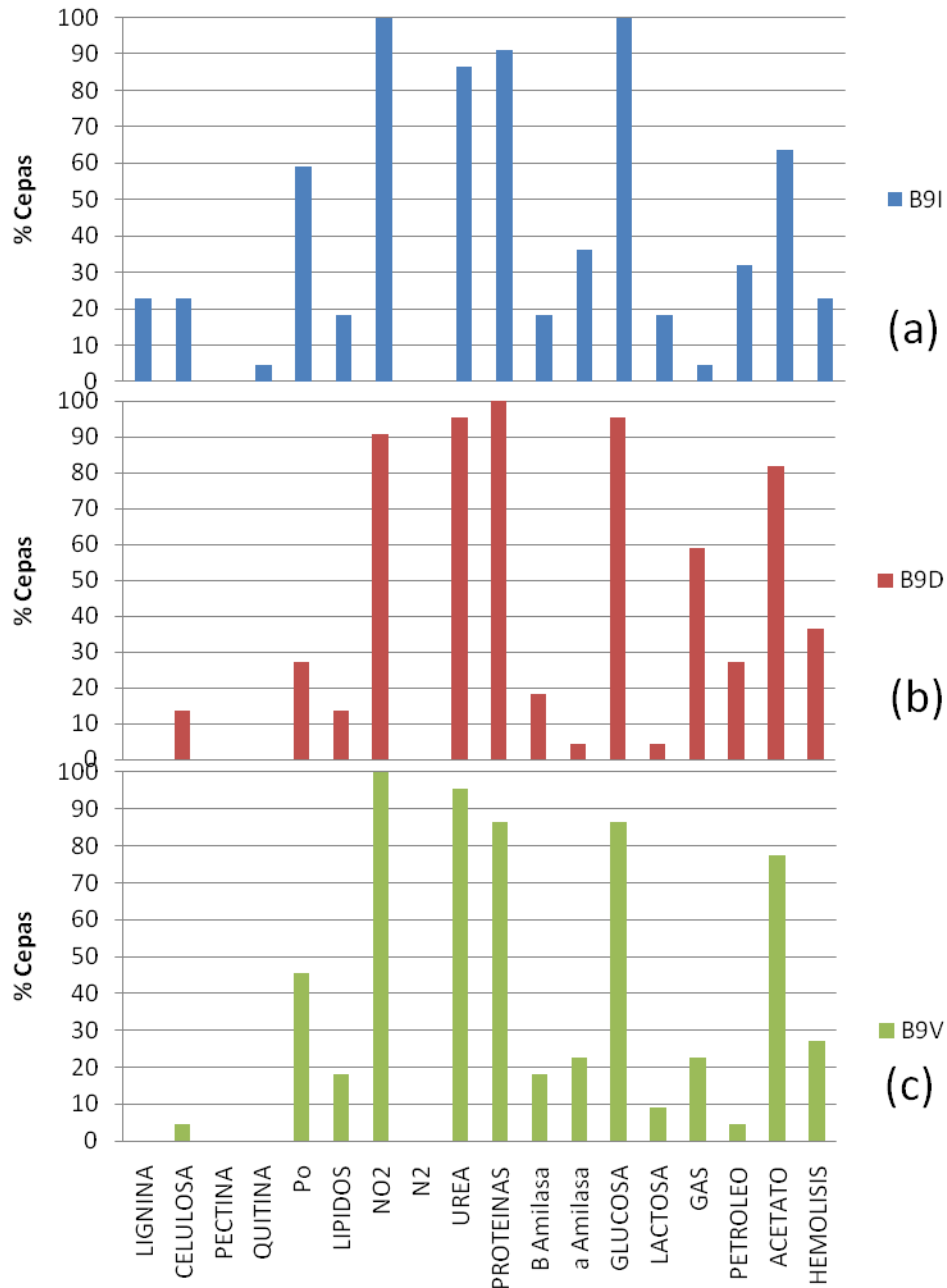 100
90
80
70
60
50
40
30
20
10
0
% Cepas
B9I
(a)
100
90
80
70
60
50
40
30
20
10
0
% Cepas
B9D
(b)
100
90
80
70
60
50
40
30
20
10
0
% Cepas
B9V
(c)
LIGNINA
CELULOSA
PECTINA
QUITINA
Po
LIPIDOS
NO2
N2
UREA
PROTEINAS
B Amilasa
a Amilasa
GLUCOSA
LACTOSA
GAS
PETROLEO
ACETATO
HEMOLISIS